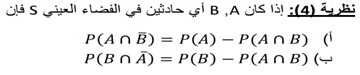 نظرية (4): إذا كان A, B أي حادثين في الفضاء العيني S فإن
أ) P(A ∩ B̅) = P(A) − P(A ∩ B)
ب) P(B ∩ A̅) = P(B) − P(A ∩ B)